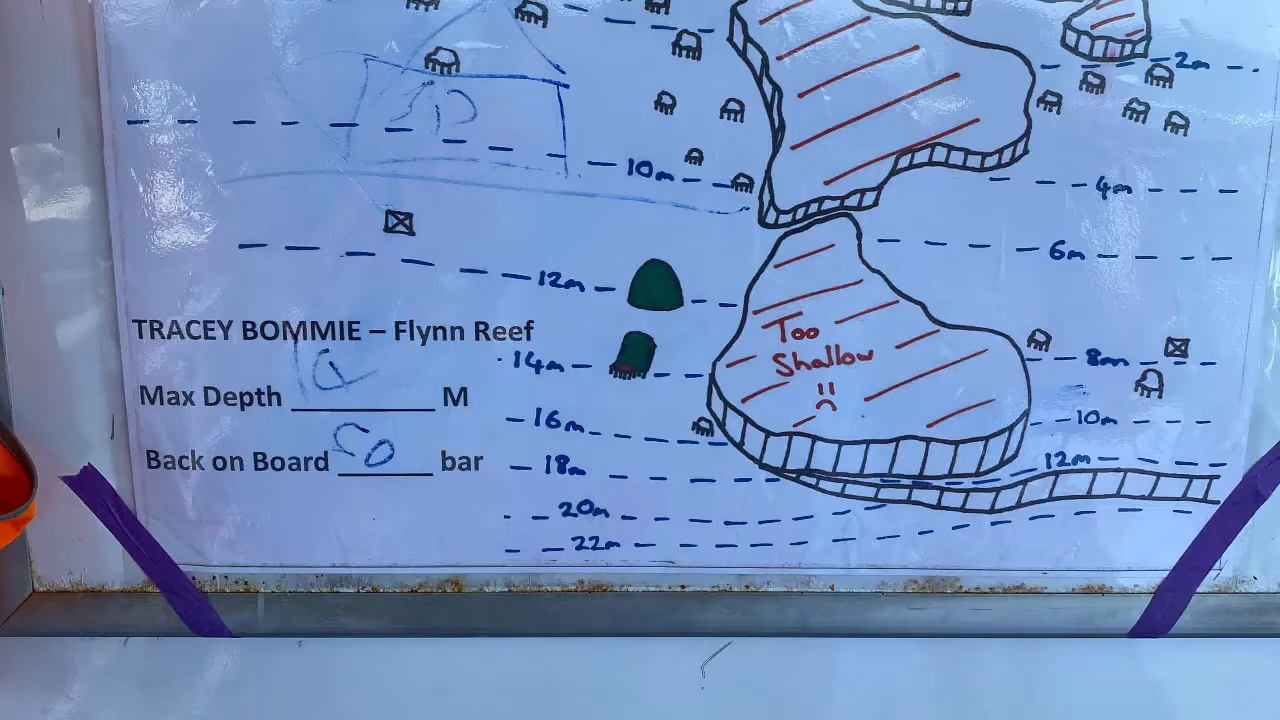 2m
10m
4m
6m
12m
TRACEY BOMMIE – Flynn Reef
Too
Shallow
14m
8m
Max Depth ________ M
16m
10m
Back on Board 50 bar
18m
12m
20m
22m